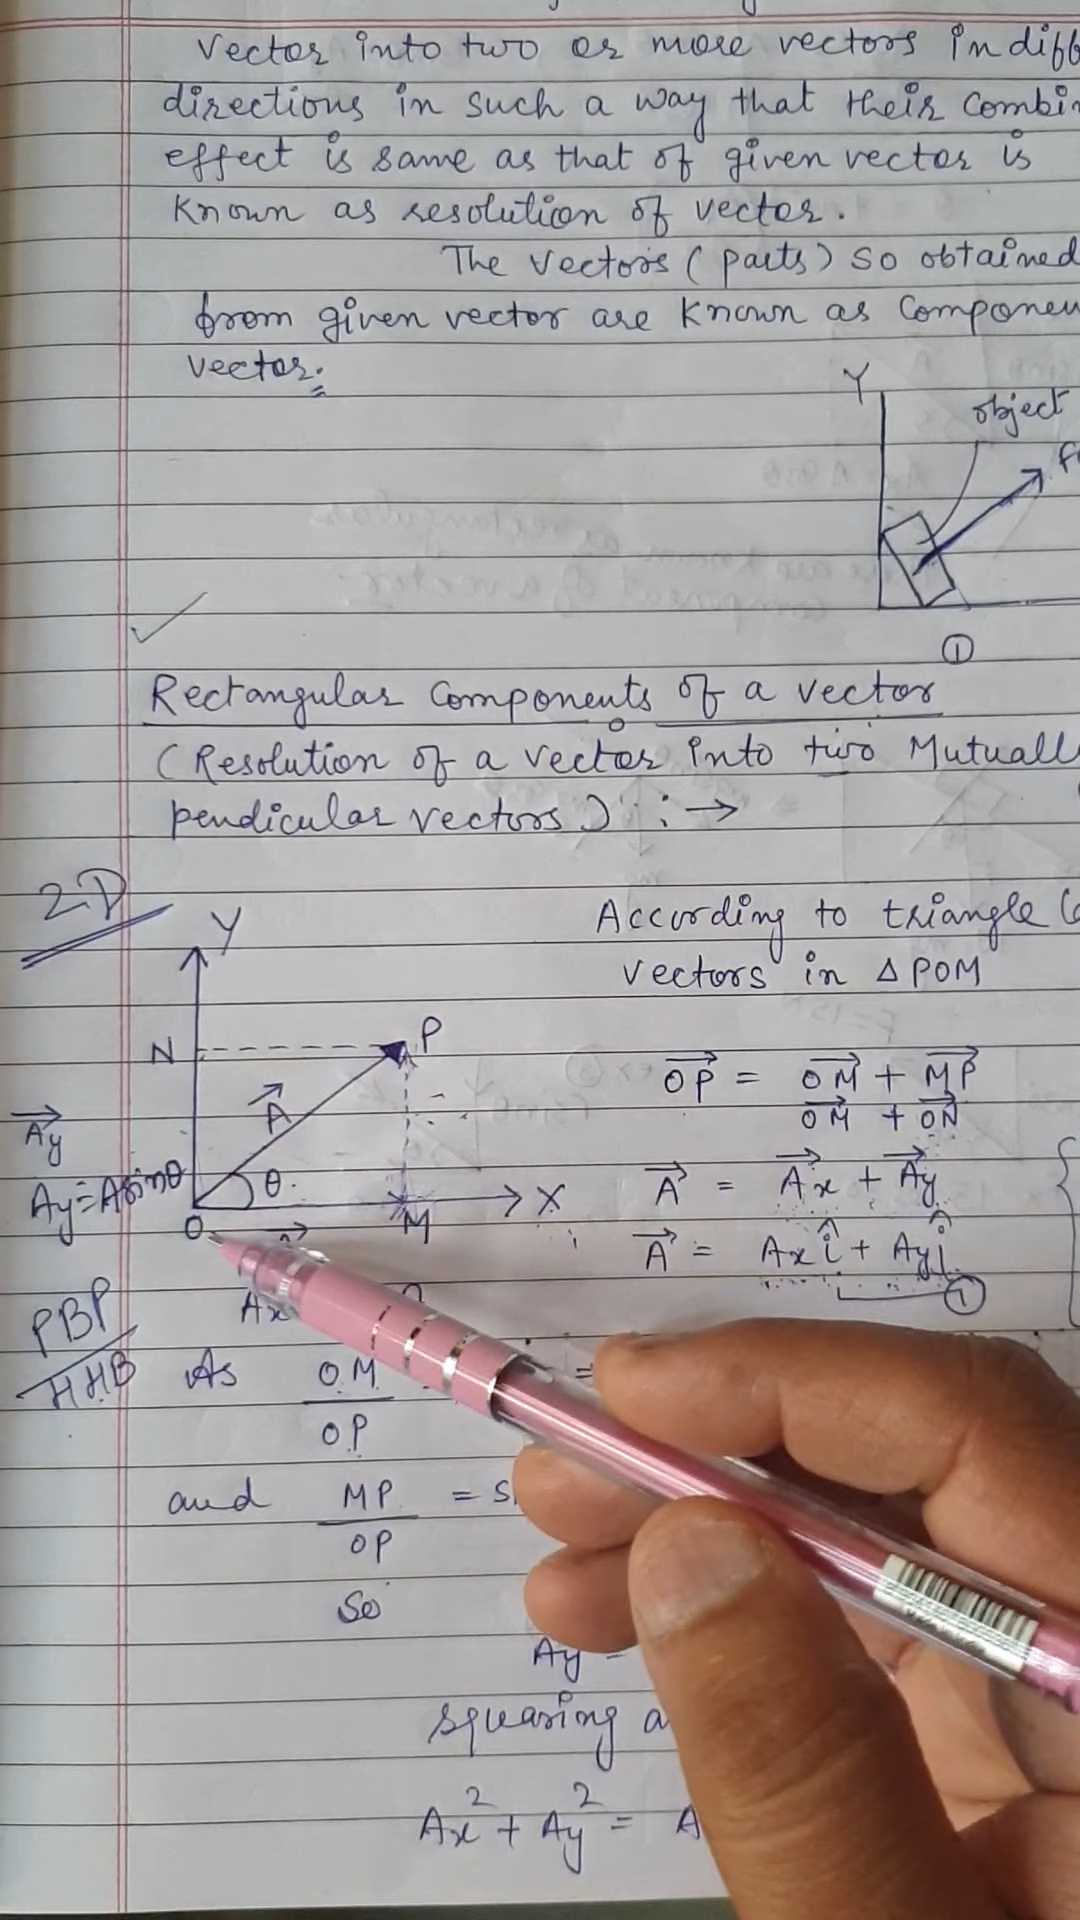 vector into two or more vectors in diff
directions in such a way that their combi
effect is same as that of given vector is
known as resolution of vector.
The vectors (parts) so obtained
from given vector are known as componen
vector.
Y
object
F
①
Rectangular components of a vector
(Resolution of a vector into two Mutuall
pendicular vectors) : →
2D
Y
According to triangle
vectors in ΔPOM
N
P
A⃗
OP⃗ = OM⃗ + MP⃗
OM⃗ + ON⃗
A⃗y
Ay = A sinθ
θ
O
M
X
A⃗ = A⃗x + A⃗y
A⃗ = Ax î + Ay ĵ
①
Ax
PBP
HHB
As OM/OP =
and MP/OP = S
So
Ay =
squaring a
Ax² + Ay² = A